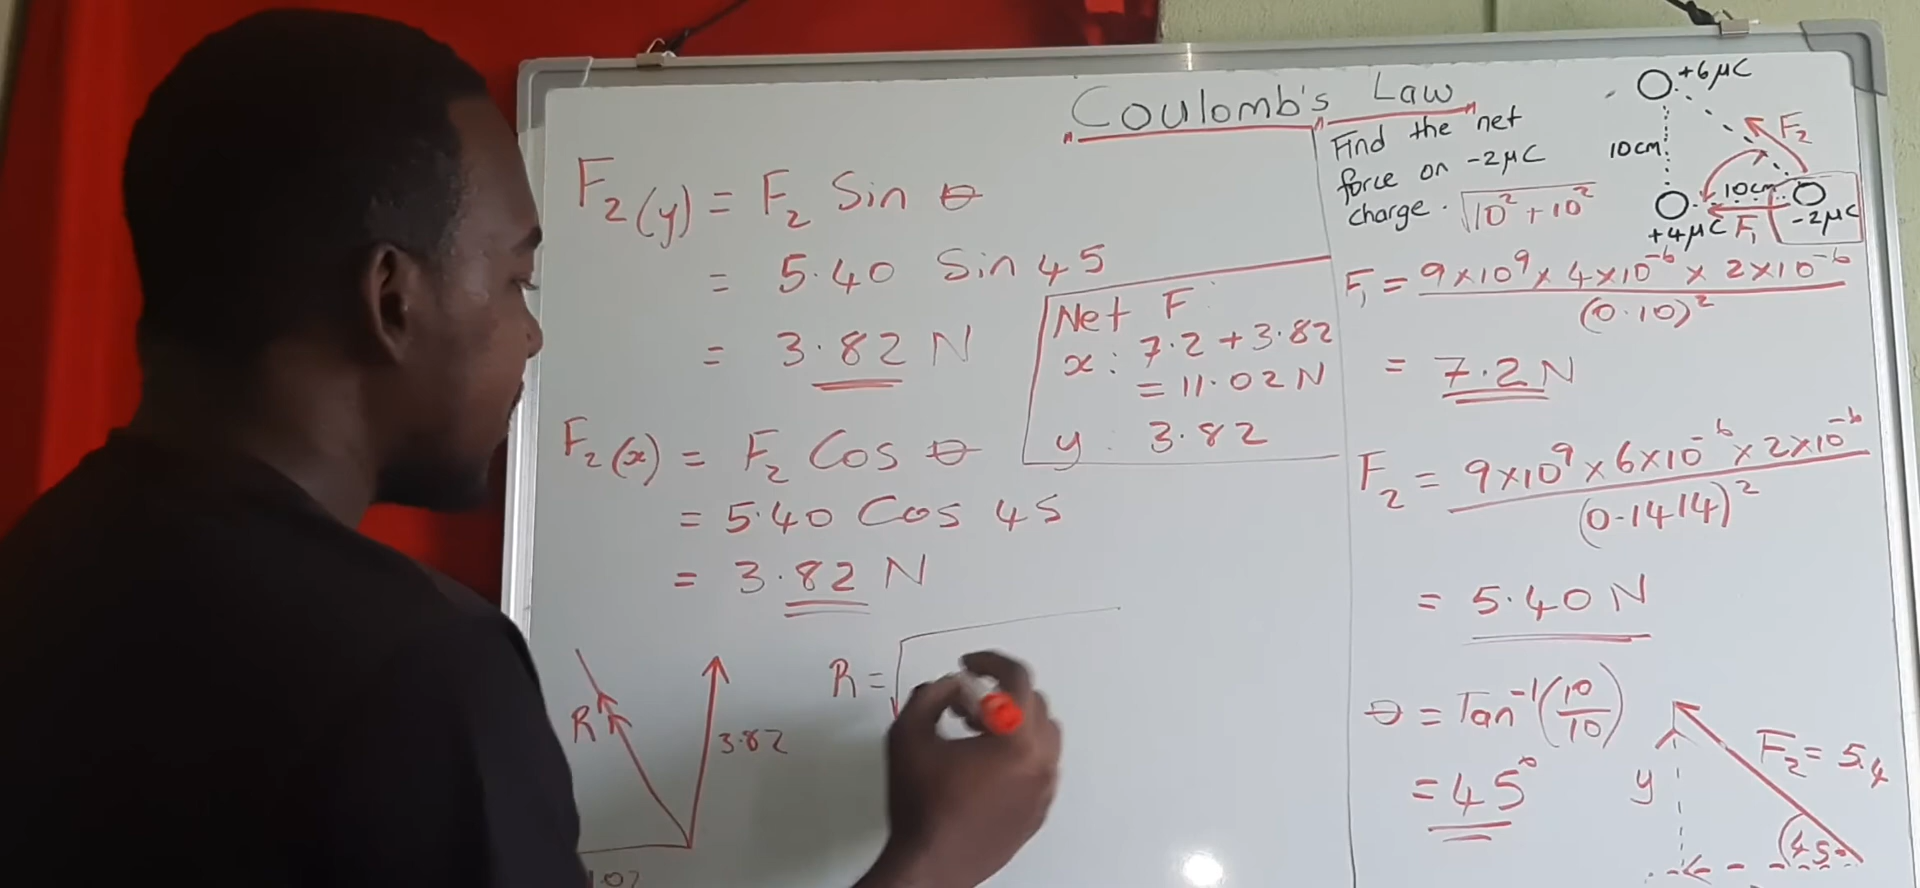 Coulomb's Law
F₂(y) = F₂ Sin θ
= 5.40 Sin 45
= 3.82 N
F₂(x) = F₂ Cos θ
= 5.40 Cos 45
= 3.82 N
Net F
x: 7.2 + 3.82
= 11.02 N
y: 3.82
R
3.82
R = √
Find the net
force on -2μC
charge.
√10² + 10²
+6μC
F₂
10cm
10cm
+4μC
F₁
-2μC
F₁ = 9×10⁹ × 4×10⁻⁶ × 2×10⁻⁶
(0.10)²
= 7.2 N
F₂ = 9×10⁹ × 6×10⁻⁶ × 2×10⁻⁶
(0.1414)²
= 5.40 N
θ = Tan⁻¹(10/10)
= 45°
F₂ = 5.4
y
45°